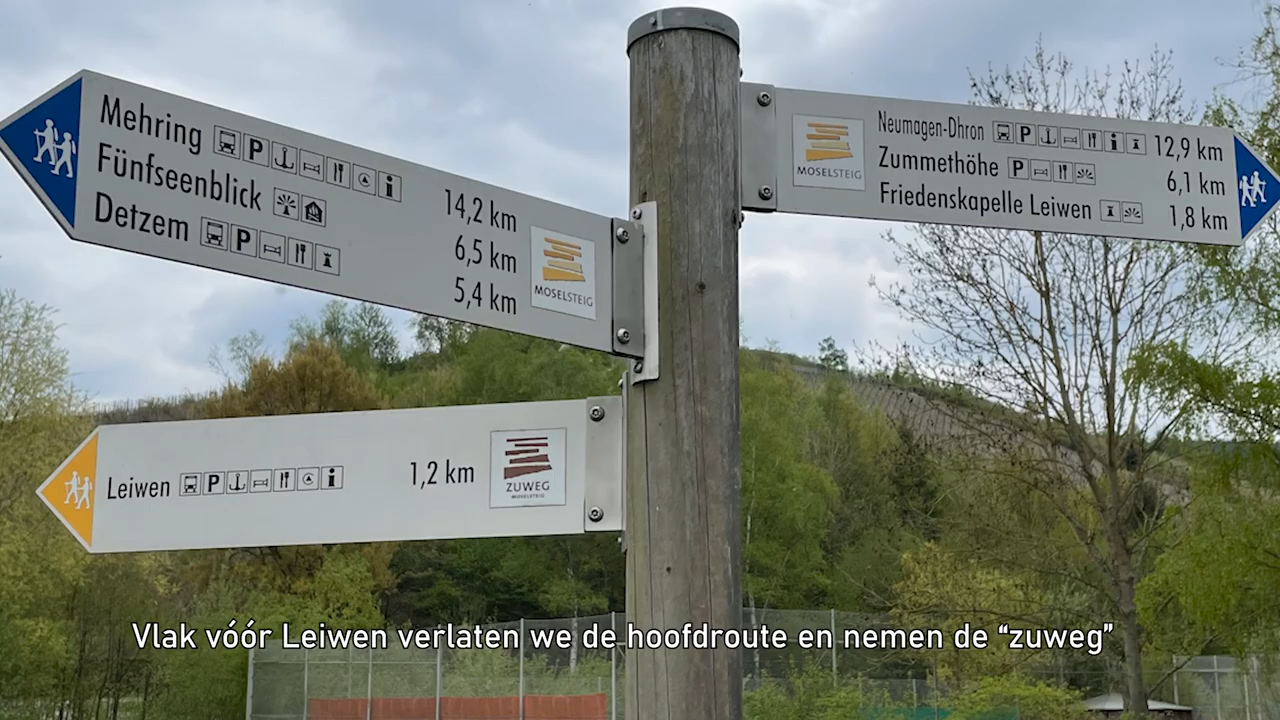 Mehring P i 14,2 km
Fünfseenblick 6,5 km
Detzem P 5,4 km
MOSELSTEIG
MOSELSTEIG
Neumagen-Dhron P i 12,9 km
Zummethöhe P 6,1 km
Friedenskapelle Leiwen 1,8 km
Leiwen P i 1,2 km
ZUWEG
MOSELSTEIG
Vlak vóór Leiwen verlaten we de hoofdroute en nemen de “zuweg”